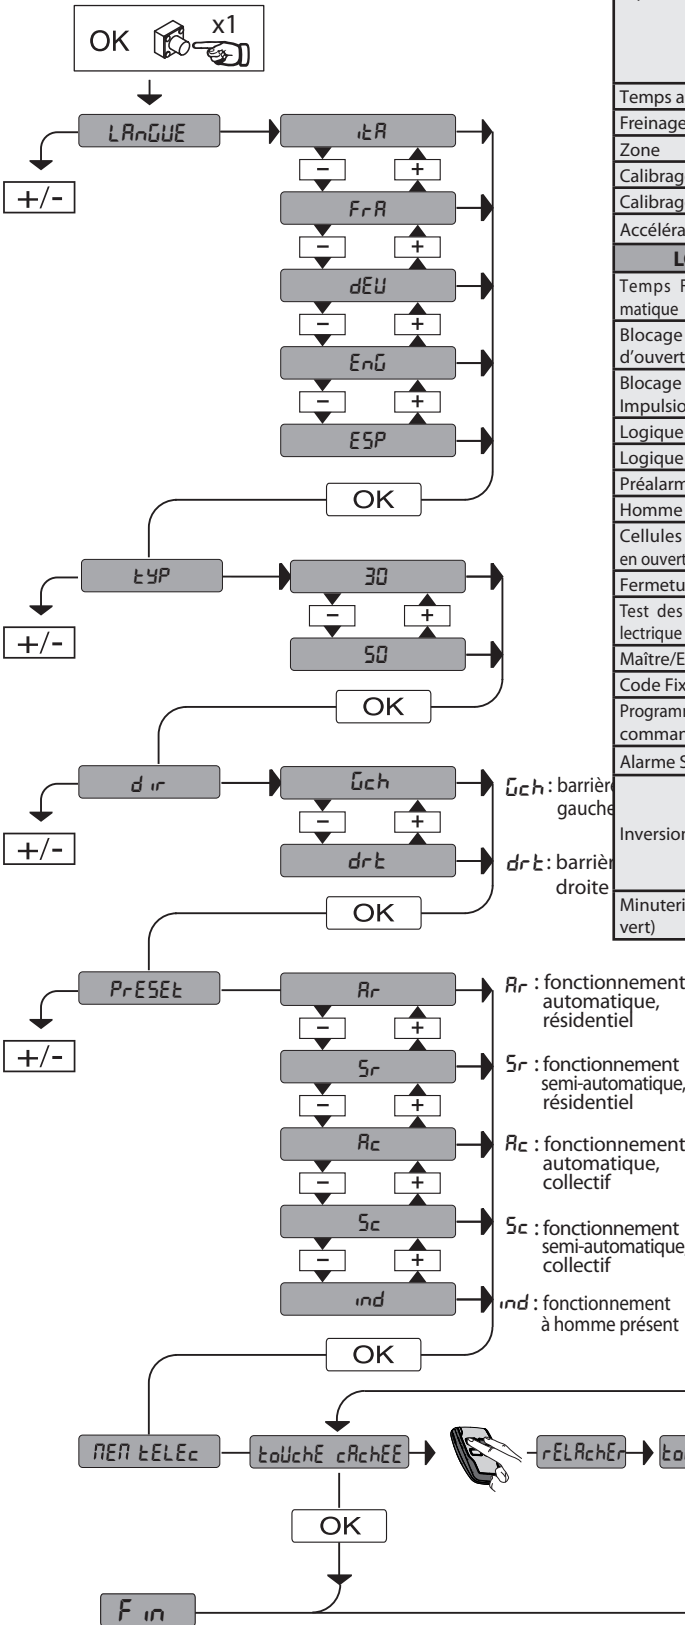 OK x1
LAnGUE
+/-
itA
- +
FrA
- +
dEU
- +
EnG
- +
ESP
OK
tYP
+/-
30
- +
50
OK
dir
+/-
Gch
- +
drt
Gch : barrière
gauche
drt : barrièr
droite
OK
PrESEt
+/-
Ar
- +
Sr
- +
Ac
- +
Sc
- +
ind
Ar : fonctionnement
automatique,
résidentiel
Sr : fonctionnement
semi-automatique,
résidentiel
Ac : fonctionnement
automatique,
collectif
Sc : fonctionnement
semi-automatique,
collectif
ind : fonctionnement
à homme présent
OK
MEM tELEc
toUchE cAchEE
rELAchEr
OK
Fin
Temps a
Freinage
Zone
Calibrag
Calibrag
Accéléra
Temps F
matique
Blocage
d'ouvert
Blocage
Impulsio
Logique
Logique
Préalarm
Homme
Cellules
en ouvert
Fermetu
Test des
lectrique
Maître/E
Code Fix
Programm
comman
Alarme S
Inversion
Minuteri
vert)